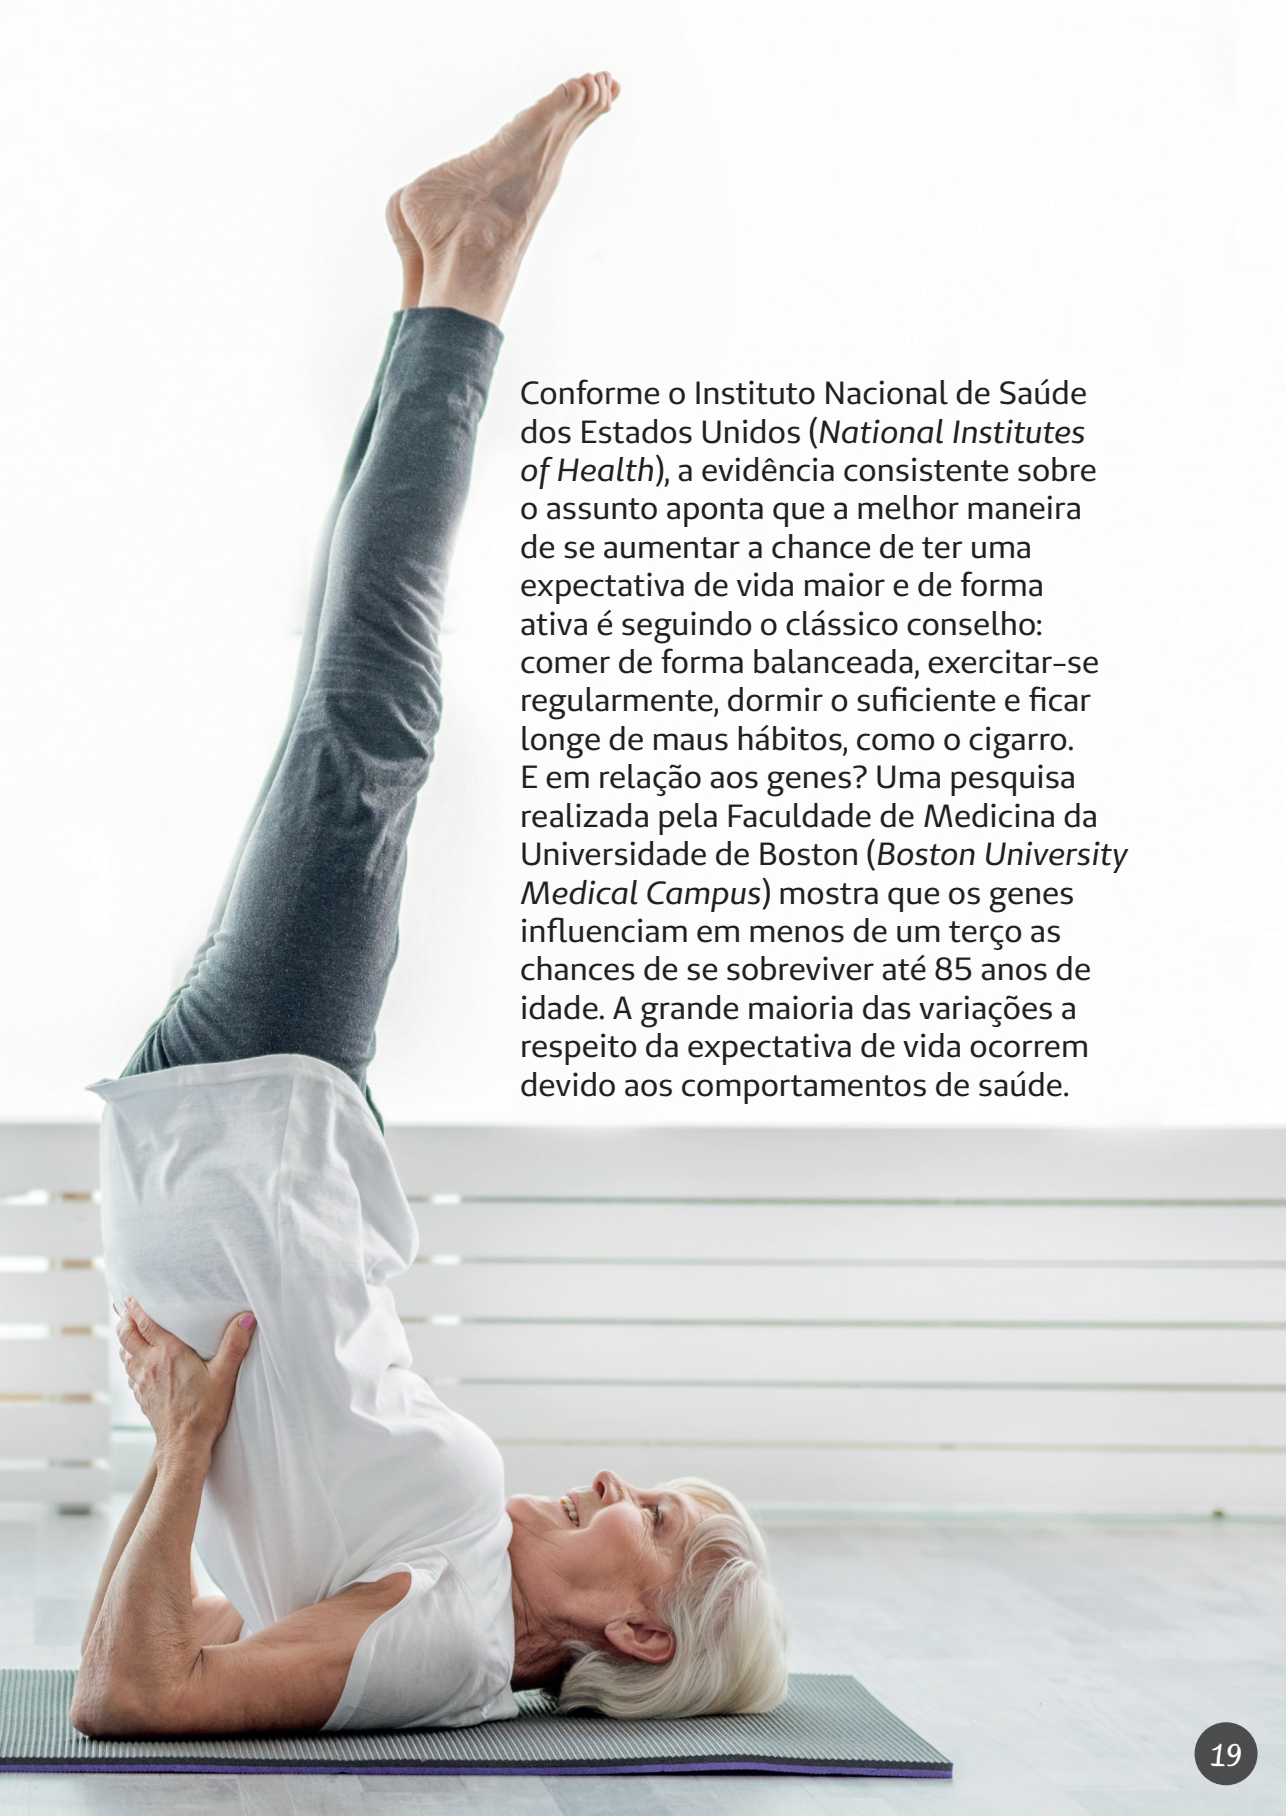 Conforme o Instituto Nacional de Saúde
dos Estados Unidos (National Institutes
of Health), a evidência consistente sobre
o assunto aponta que a melhor maneira
de se aumentar a chance de ter uma
expectativa de vida maior e de forma
ativa é seguindo o clássico conselho:
comer de forma balanceada, exercitar-se
regularmente, dormir o suficiente e ficar
longe de maus hábitos, como o cigarro.
E em relação aos genes? Uma pesquisa
realizada pela Faculdade de Medicina da
Universidade de Boston (Boston University
Medical Campus) mostra que os genes
influenciam em menos de um terço as
chances de se sobreviver até 85 anos de
idade. A grande maioria das variações a
respeito da expectativa de vida ocorrem
devido aos comportamentos de saúde.
19